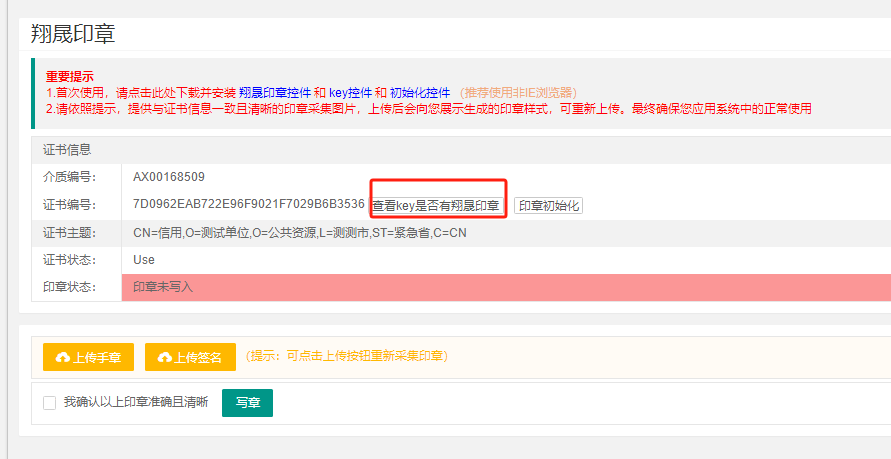 翔晟印章
重要提示
1.首次使用，请点击此处下载并安装 翔晟印章控件 和 key控件 和 初始化控件 （推荐使用非IE浏览器）
2.请依照提示，提供与证书信息一致且清晰的印章采集图片，上传后会向您展示生成的印章样式，可重新上传。最终确保您应用系统中的正常使用
证书信息
介质编号： AX00168509
证书编号： 7D0962EAB722E96F9021F7029B6B3536 查看key是否有翔晟印章 印章初始化
证书主题： CN=信用,O=测试单位,O=公共资源,L=测测市,ST=紧急省,C=CN
证书状态： Use
印章状态： 印章未写入
上传手章 上传签名 （提示：可点击上传按钮重新采集印章）
我确认以上印章准确且清晰 写章